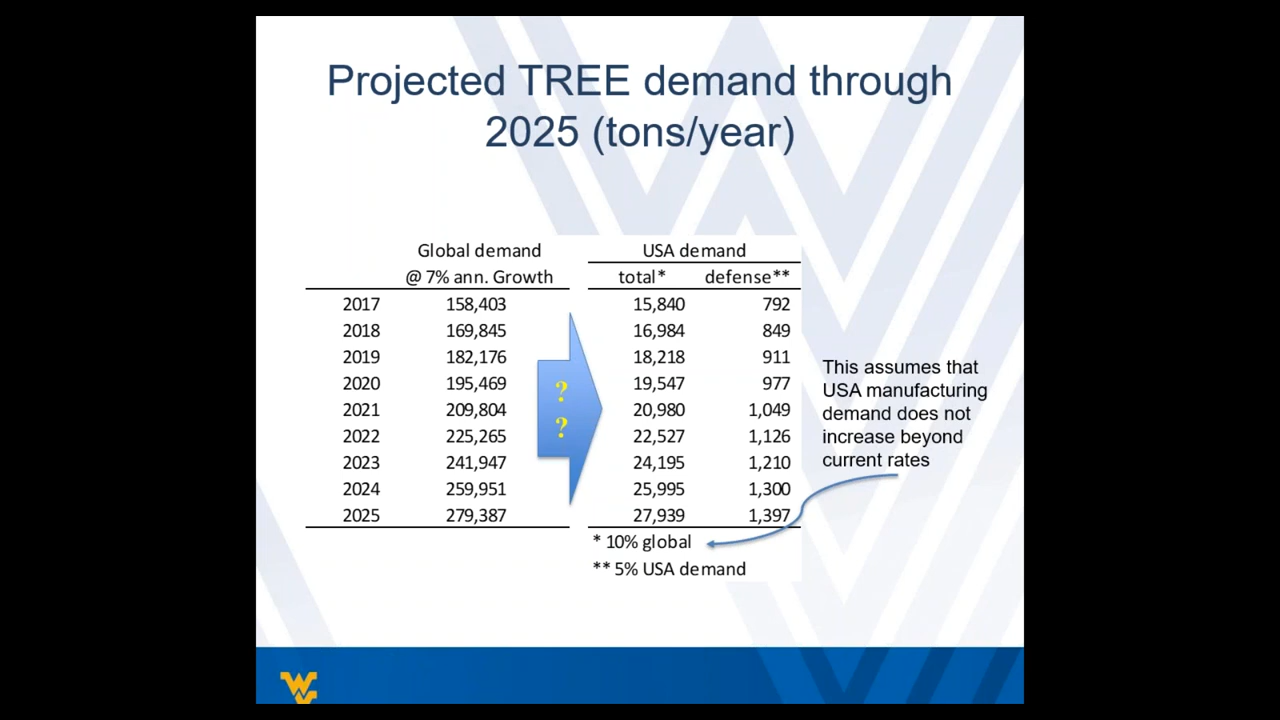 Projected TREE demand through
2025 (tons/year)
Global demand USA demand
@ 7% ann. Growth total* defense**
2017 158,403 15,840 792
2018 169,845 16,984 849
2019 182,176 18,218 911
2020 195,469 19,547 977
2021 209,804 20,980 1,049
2022 225,265 22,527 1,126
2023 241,947 24,195 1,210
2024 259,951 25,995 1,300
2025 279,387 27,939 1,397
* 10% global
** 5% USA demand
?
?
This assumes that
USA manufacturing
demand does not
increase beyond
current rates
WV